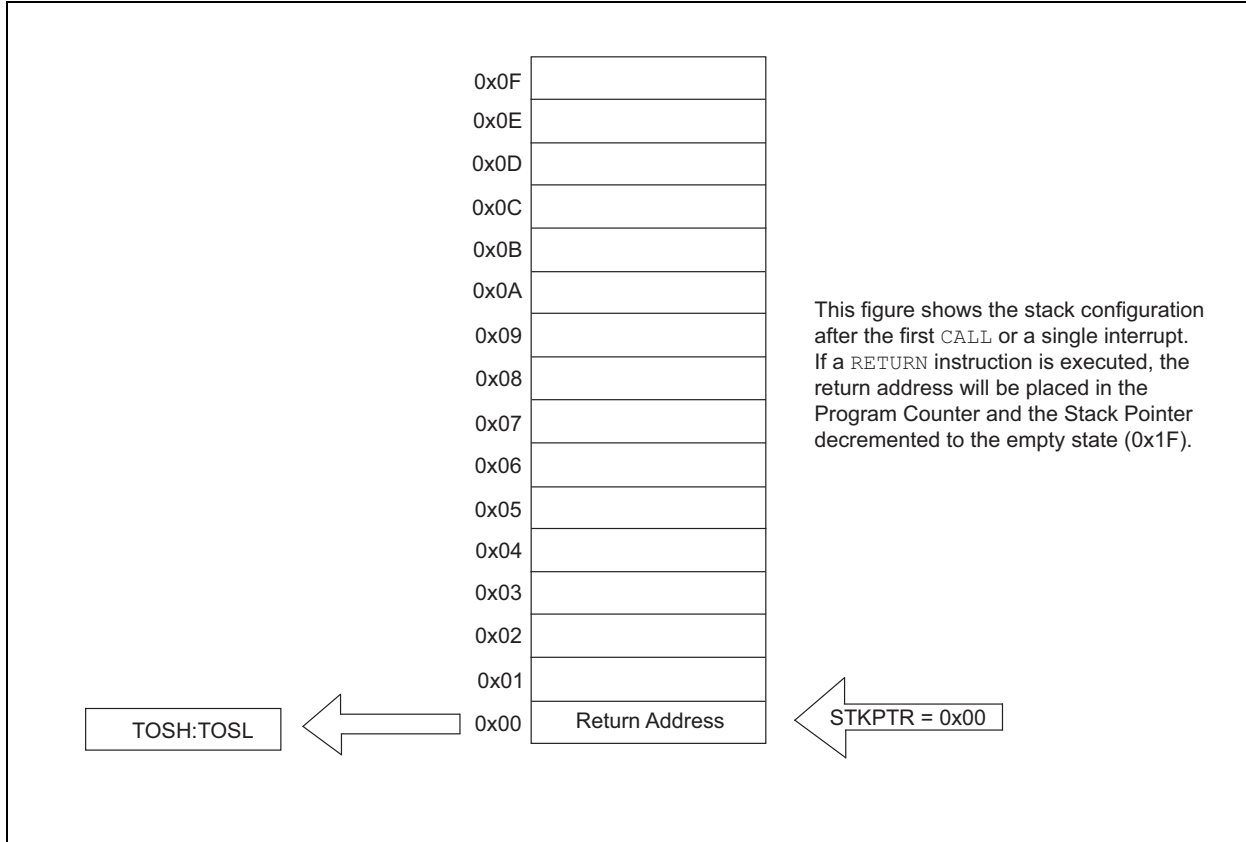 0x0F
0x0E
0x0D
0x0C
0x0B
0x0A
0x09
0x08
0x07
0x06
0x05
0x04
0x03
0x02
0x01
0x00
This figure shows the stack configuration
after the first CALL or a single interrupt.
If a RETURN instruction is executed, the
return address will be placed in the
Program Counter and the Stack Pointer
decremented to the empty state (0x1F).
TOSH:TOSL
Return Address
STKPTR = 0x00